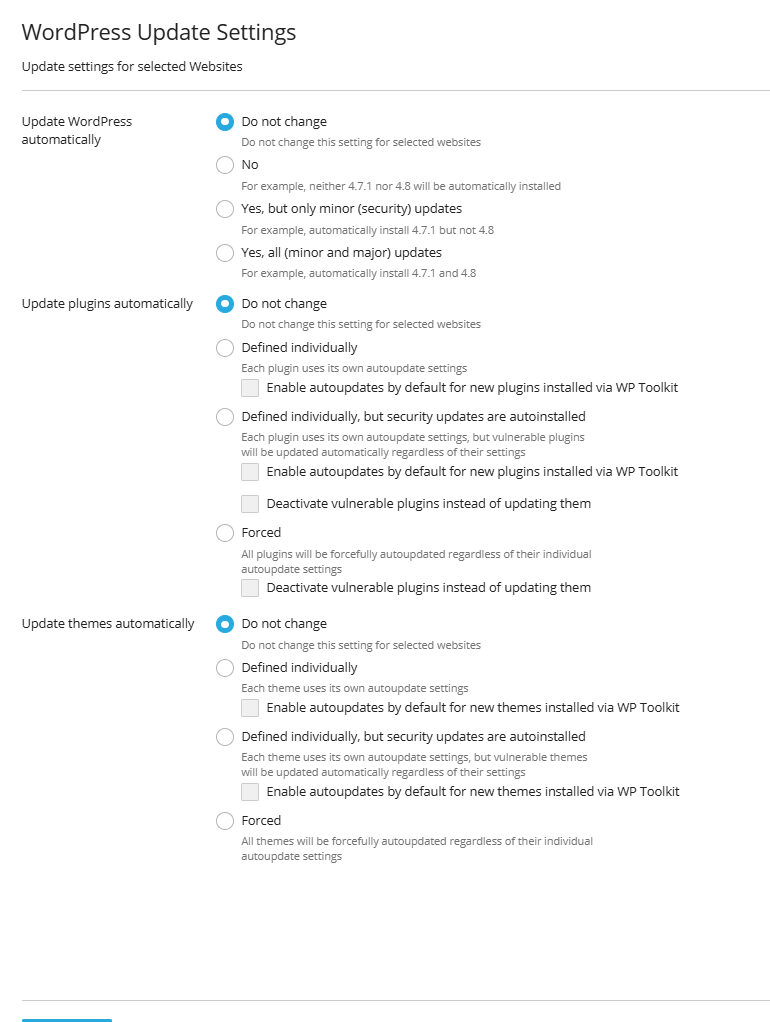 WordPress Update Settings
Update settings for selected Websites
Update WordPress
automatically
Do not change
Do not change this setting for selected websites
No
For example, neither 4.7.1 nor 4.8 will be automatically installed
Yes, but only minor (security) updates
For example, automatically install 4.7.1 but not 4.8
Yes, all (minor and major) updates
For example, automatically install 4.7.1 and 4.8
Update plugins automatically
Do not change
Do not change this setting for selected websites
Defined individually
Each plugin uses its own autoupdate settings
Enable autoupdates by default for new plugins installed via WP Toolkit
Defined individually, but security updates are autoinstalled
Each plugin uses its own autoupdate settings, but vulnerable plugins
will be updated automatically regardless of their settings
Enable autoupdates by default for new plugins installed via WP Toolkit
Deactivate vulnerable plugins instead of updating them
Forced
All plugins will be forcefully autoupdated regardless of their individual
autoupdate settings
Deactivate vulnerable plugins instead of updating them
Update themes automatically
Do not change
Do not change this setting for selected websites
Defined individually
Each theme uses its own autoupdate settings
Enable autoupdates by default for new themes installed via WP Toolkit
Defined individually, but security updates are autoinstalled
Each theme uses its own autoupdate settings, but vulnerable themes
will be updated automatically regardless of their settings
Enable autoupdates by default for new themes installed via WP Toolkit
Forced
All themes will be forcefully autoupdated regardless of their individual
autoupdate settings